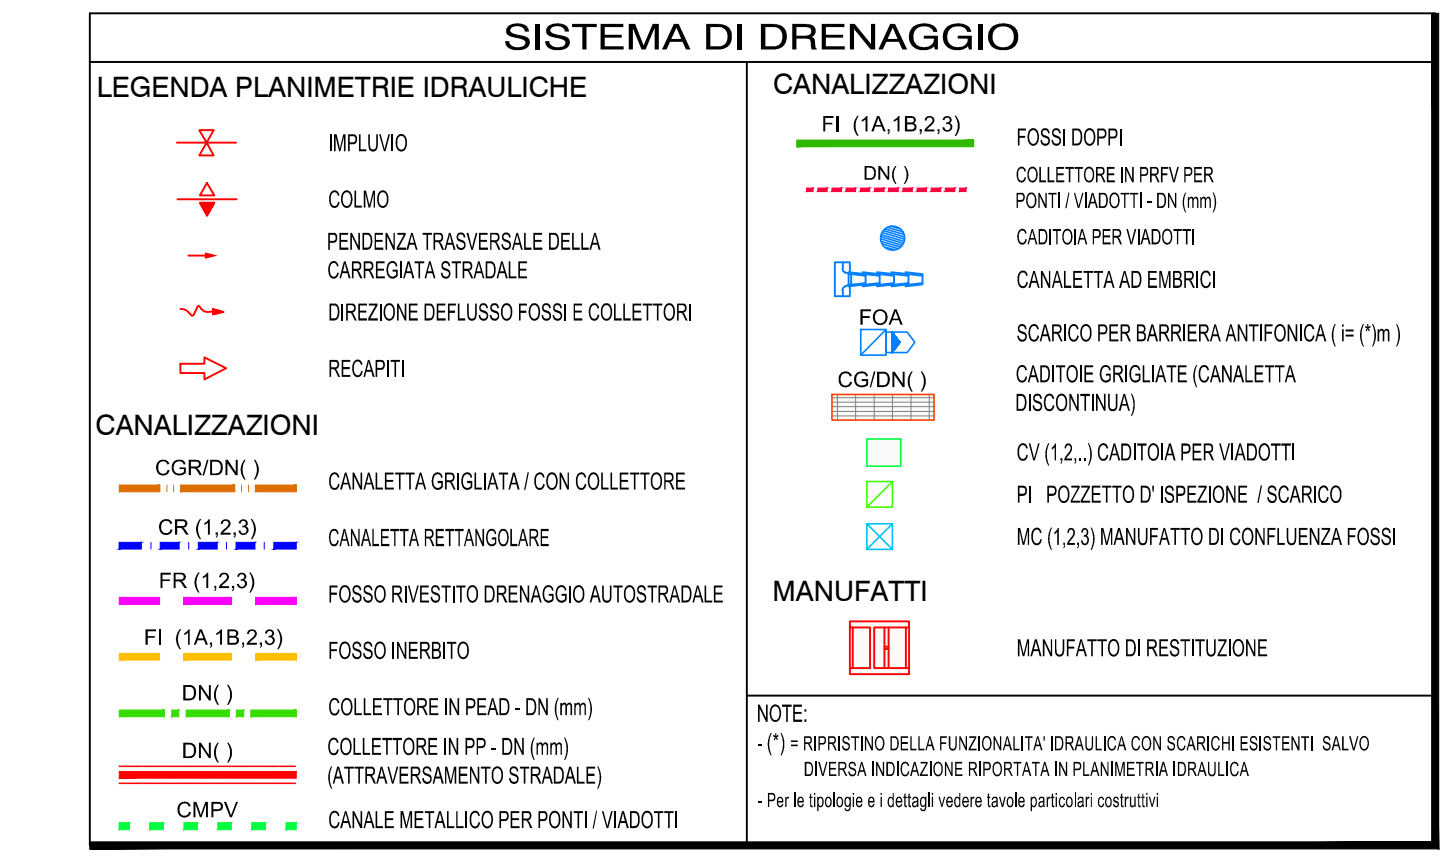 SISTEMA DI DRENAGGIO
LEGENDA PLANIMETRIE IDRAULICHE
IMPLUVIO
COLMO
PENDENZA TRASVERSALE DELLA
CARREGIATA STRADALE
DIREZIONE DEFLUSSO FOSSI E COLLETTORI
RECAPITI
CANALIZZAZIONI
CGR/DN( )
CANALETTA GRIGLIATA / CON COLLETTORE
CR (1,2,3)
CANALETTA RETTANGOLARE
FR (1,2,3)
FOSSO RIVESTITO DRENAGGIO AUTOSTRADALE
FI (1A,1B,2,3)
FOSSO INERBITO
DN( )
COLLETTORE IN PEAD - DN (mm)
DN( )
COLLETTORE IN PP - DN (mm)
(ATTRAVERSAMENTO STRADALE)
CMPV
CANALE METALLICO PER PONTI / VIADOTTI
CANALIZZAZIONI
FI (1A,1B,2,3)
FOSSI DOPPI
DN( )
COLLETTORE IN PRFV PER
PONTI / VIADOTTI - DN (mm)
CADITOIA PER VIADOTTI
CANALETTA AD EMBRICI
FOA
SCARICO PER BARRIERA ANTIFONICA ( i= (*)m )
CG/DN( )
CADITOIE GRIGLIATE (CANALETTA
DISCONTINUA)
CV (1,2,..) CADITOIA PER VIADOTTI
PI POZZETTO D' ISPEZIONE / SCARICO
MC (1,2,3) MANUFATTO DI CONFLUENZA FOSSI
MANUFATTI
MANUFATTO DI RESTITUZIONE
NOTE:
- (*) = RIPRISTINO DELLA FUNZIONALITA' IDRAULICA CON SCARICHI ESISTENTI SALVO
DIVERSA INDICAZIONE RIPORTATA IN PLANIMETRIA IDRAULICA
- Per le tipologie e i dettagli vedere tavole particolari costruttivi